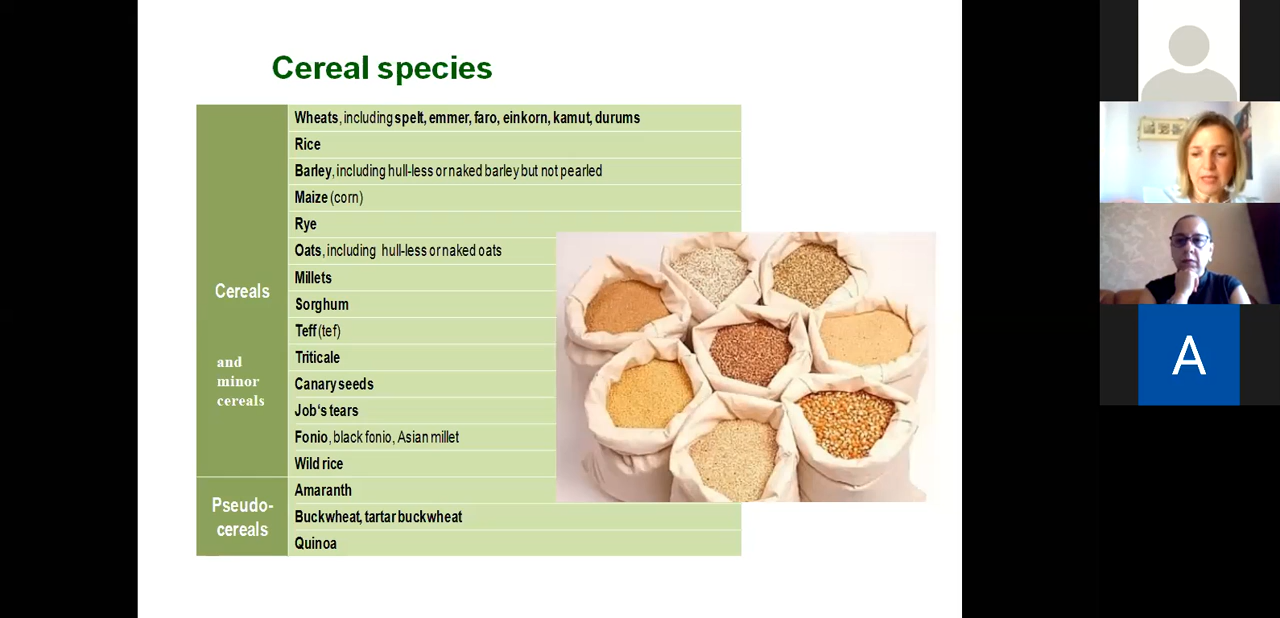 Cereal species
Cereals
and
minor
cereals
Wheats, including spelt, emmer, faro, einkorn, kamut, durums
Rice
Barley, including hull-less or naked barley but not pearled
Maize (corn)
Rye
Oats, including hull-less or naked oats
Millets
Sorghum
Teff (tef)
Triticale
Canary seeds
Job's tears
Fonio, black fonio, Asian millet
Wild rice
Pseudo-
cereals
Amaranth
Buckwheat, tartar buckwheat
Quinoa
A